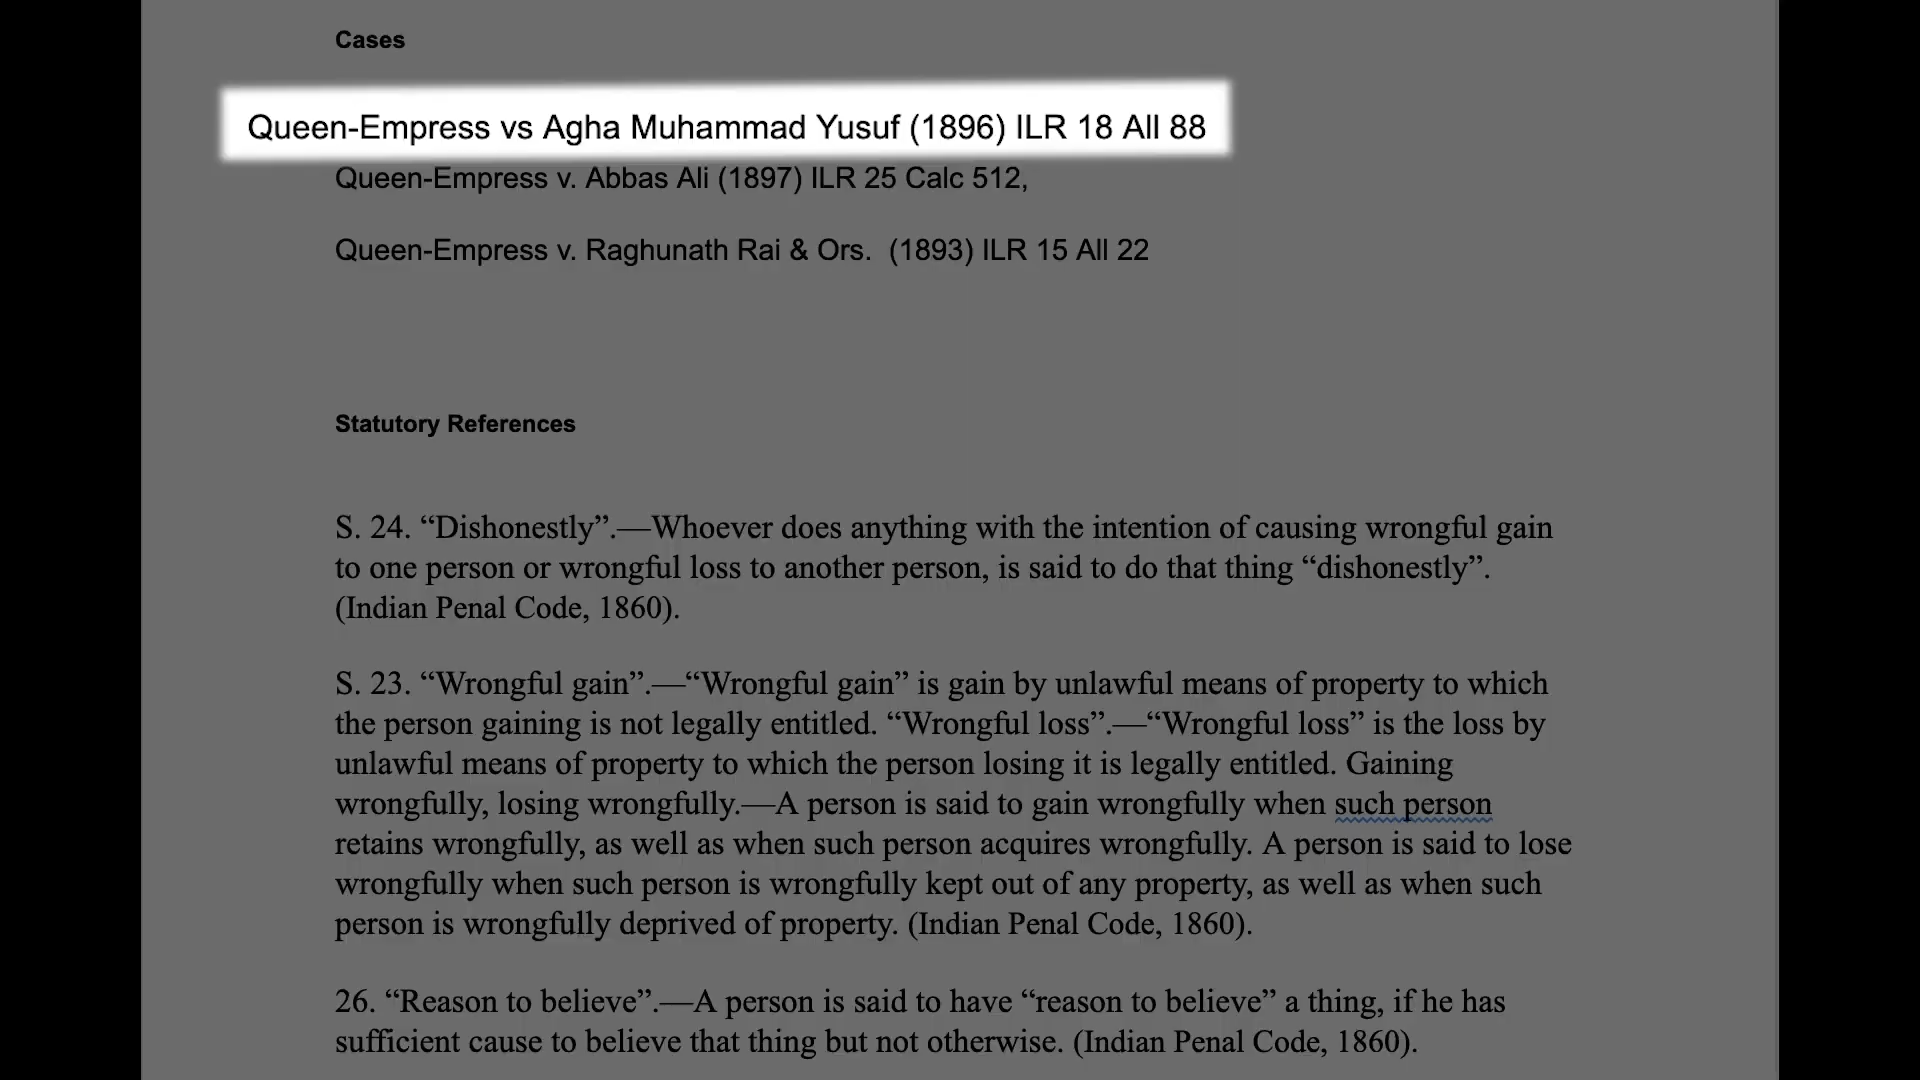 Cases
Queen-Empress vs Agha Muhammad Yusuf (1896) ILR 18 All 88
Queen-Empress v. Abbas Ali (1897) ILR 25 Calc 512,
Queen-Empress v. Raghunath Rai & Ors.  (1893) ILR 15 All 22
Statutory References
S. 24. “Dishonestly”.—Whoever does anything with the intention of causing wrongful gain
to one person or wrongful loss to another person, is said to do that thing “dishonestly”.
(Indian Penal Code, 1860).
S. 23. “Wrongful gain”.—“Wrongful gain” is gain by unlawful means of property to which
the person gaining is not legally entitled. “Wrongful loss”.—“Wrongful loss” is the loss by
unlawful means of property to which the person losing it is legally entitled. Gaining
wrongfully, losing wrongfully.—A person is said to gain wrongfully when such person
retains wrongfully, as well as when such person acquires wrongfully. A person is said to lose
wrongfully when such person is wrongfully kept out of any property, as well as when such
person is wrongfully deprived of property. (Indian Penal Code, 1860).
26. “Reason to believe”.—A person is said to have “reason to believe” a thing, if he has
sufficient cause to believe that thing but not otherwise. (Indian Penal Code, 1860).